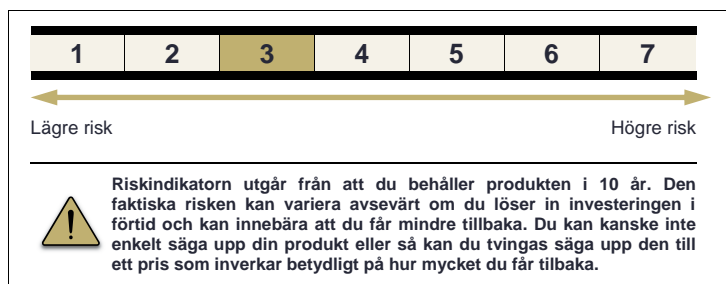 1 2 3 4 5 6 7
Lägre risk Högre risk
Riskindikatorn utgår från att du behåller produkten i 10 år. Den
faktiska risken kan variera avsevärt om du löser in investeringen i
förtid och kan innebära att du får mindre tillbaka. Du kan kanske inte
enkelt säga upp din produkt eller så kan du tvingas säga upp den till
ett pris som inverkar betydligt på hur mycket du får tilbaka.